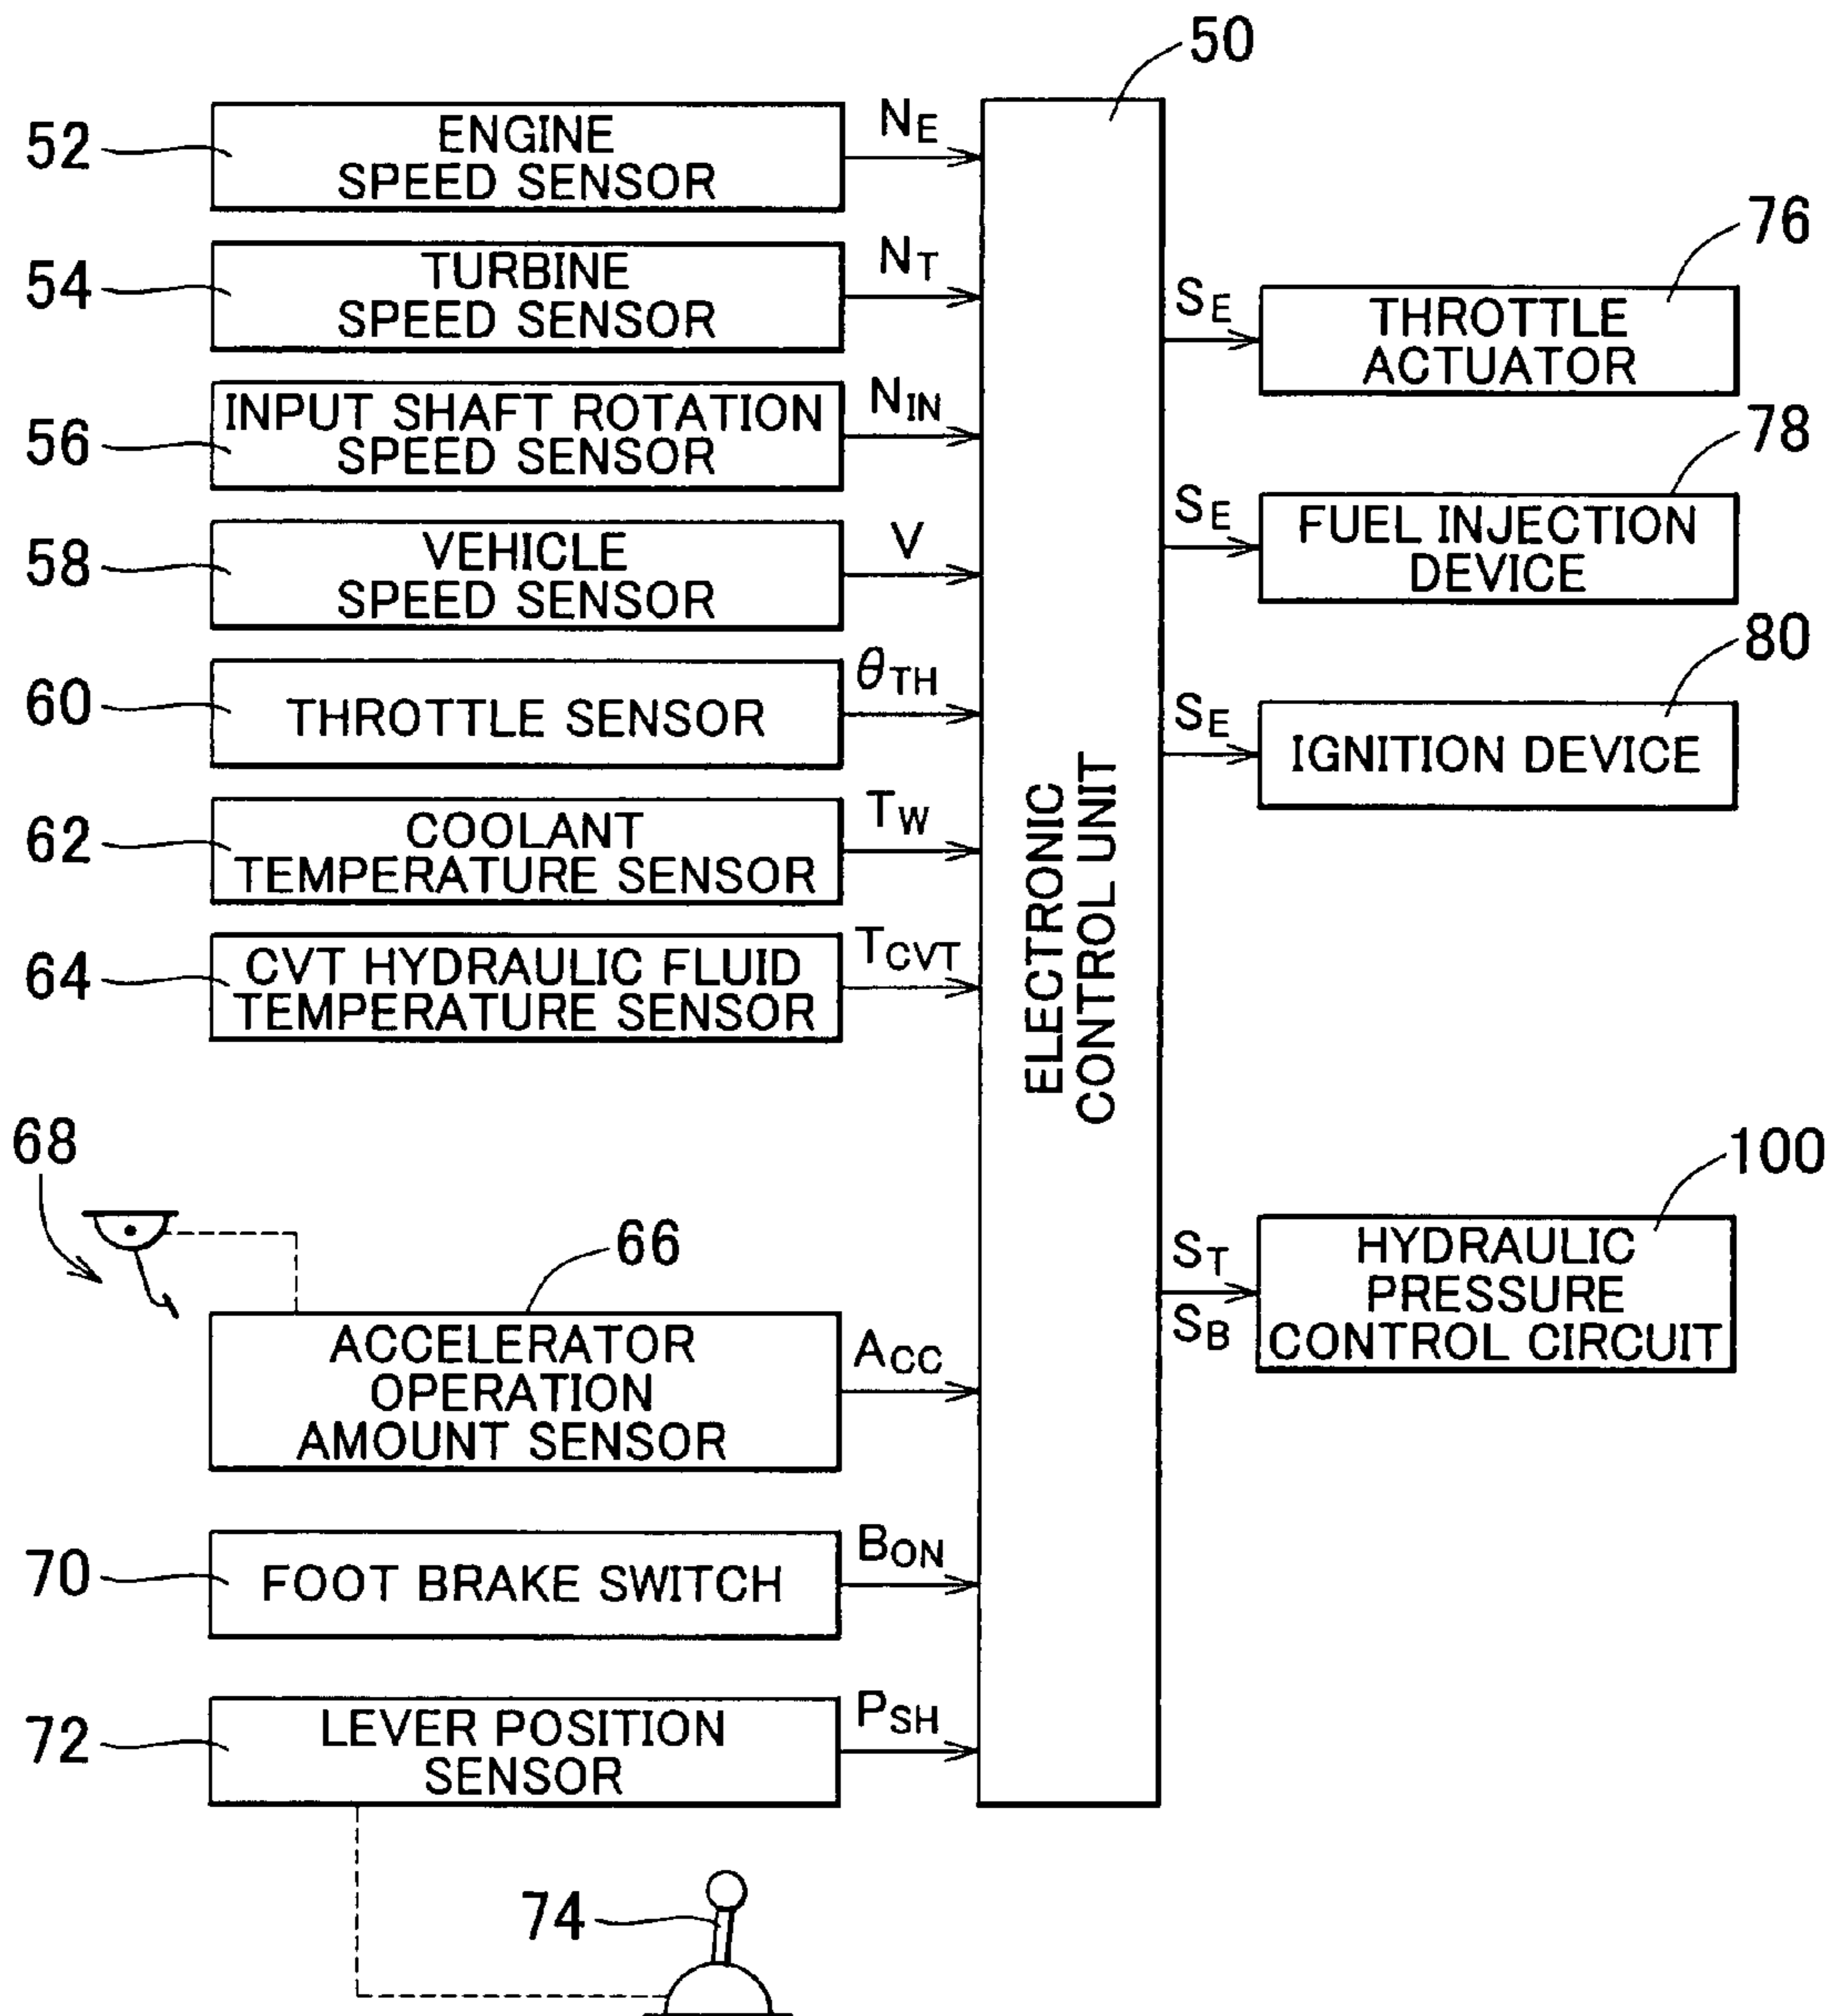 50
52
ENGINE
SPEED SENSOR
NE
54
TURBINE
SPEED SENSOR
NT
56
INPUT SHAFT ROTATION
SPEED SENSOR
NIN
58
VEHICLE
SPEED SENSOR
V
60
THROTTLE SENSOR
θTH
62
COOLANT
TEMPERATURE SENSOR
TW
64
CVT HYDRAULIC FLUID
TEMPERATURE SENSOR
TCVT
68
66
ACCELERATOR
OPERATION
AMOUNT SENSOR
ACC
70
FOOT BRAKE SWITCH
BON
72
LEVER POSITION
SENSOR
PSH
74
ELECTRONIC
CONTROL UNIT
76
SE
THROTTLE
ACTUATOR
78
SE
FUEL INJECTION
DEVICE
80
SE
IGNITION DEVICE
100
ST
SB
HYDRAULIC
PRESSURE
CONTROL CIRCUIT